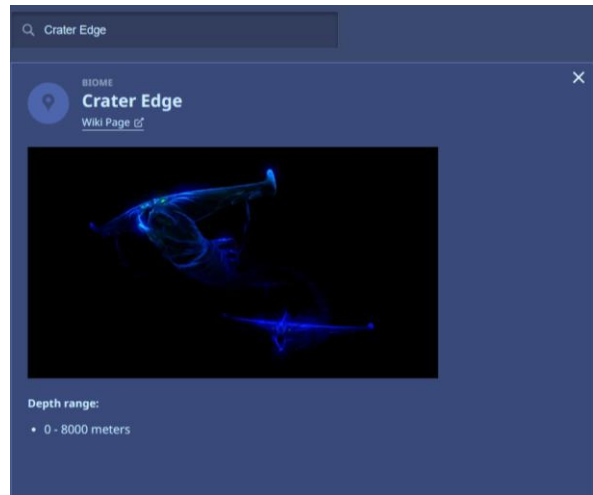 Crater Edge
BIOME
Crater Edge
Wiki Page
Depth range:
• 0 - 8000 meters